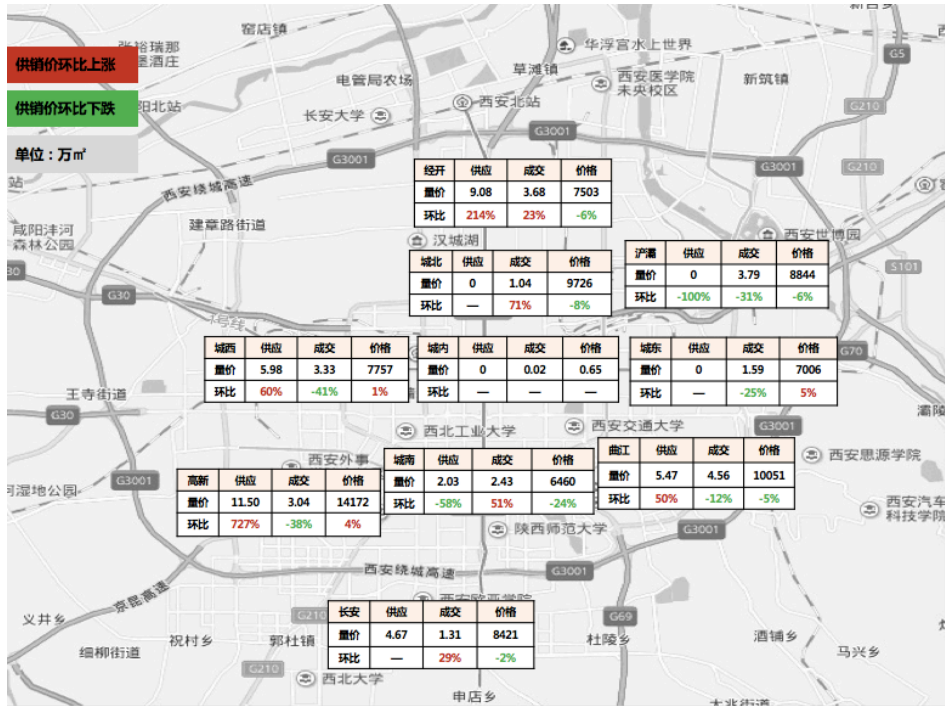 窑店镇
张裕瑞那
堡酒庄
供销价环比上涨
供销价环比下跌
单位：万㎡
华浮宫水上世界
草滩镇
电管局农场
西安医学院
未央校区
新筑镇
G5
G210
长安大学
西安北站
G3001
G3001
G3001
G210
西安绕城高速
咸阳沣河
森林公园
建章路街道
经开 供应 成交 价格
量价 9.08 3.68 7503
环比 214% 23% -6%
汉城湖
西安世博园
S101
城北 供应 成交 价格
量价 0 1.04 9726
环比 — 71% -8%
浐灞 供应 成交 价格
量价 0 3.79 8844
环比 -100% -31% -6%
G30
1号线
城西 供应 成交 价格
量价 5.98 3.33 7757
环比 60% -41% 1%
城内 供应 成交 价格
量价 0 0.02 0.65
环比 — — —
城东 供应 成交 价格
量价 0 1.59 7006
环比 — -25% 5%
G70
王寺街道
G30
西北工业大学
西安交通大学
G3001
西安外事
西安思源学院
G3001
高新 供应 成交 价格
量价 11.50 3.04 14172
环比 727% -38% 4%
城南 供应 成交 价格
量价 2.03 2.43 6460
环比 -58% 51% -24%
曲江 供应 成交 价格
量价 5.47 4.56 10051
环比 50% -12% -5%
河湿地公园
西安汽车
科技学院
陕西师范大学
G3001
西安绕城高速
G3001
京昆高速
G210
G69
长安 供应 成交 价格
量价 4.67 1.31 8421
环比 — 29% -2%
义井乡
祝村乡
郭杜镇
细柳街道
G210
西北大学
申店乡
杜陵乡
酒铺乡
马兴乡